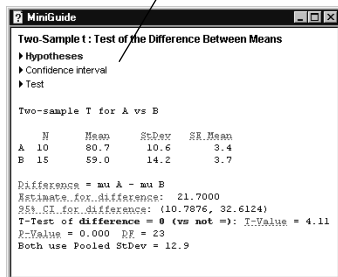 MiniGuide
Two-Sample t : Test of the Difference Between Means
Hypotheses
Confidence interval
Test
Two-sample T for A vs B
N Mean StDev SE Mean
A 10 80.7 10.6 3.4
B 15 59.0 14.2 3.7
Difference = mu A - mu B
Estimate for difference: 21.7000
95% CI for difference: (10.7876, 32.6124)
T-Test of difference = 0 (vs not =): T-Value = 4.11
P-Value = 0.000 DF = 23
Both use Pooled StDev = 12.9